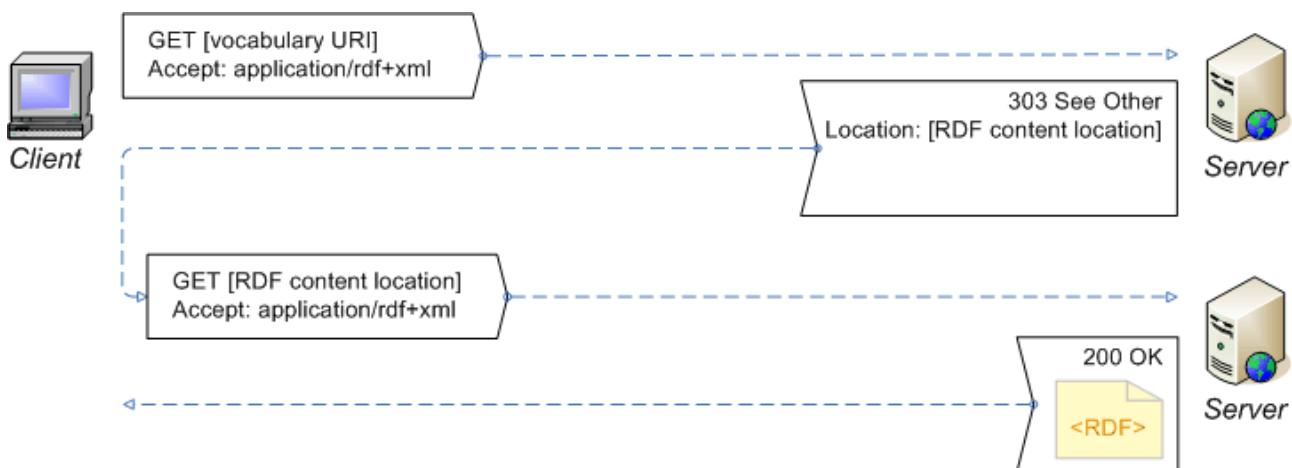 GET [vocabulary URI]
Accept: application/rdf+xml
Client
303 See Other
Location: [RDF content location]
Server
GET [RDF content location]
Accept: application/rdf+xml
200 OK
<RDF>
Server